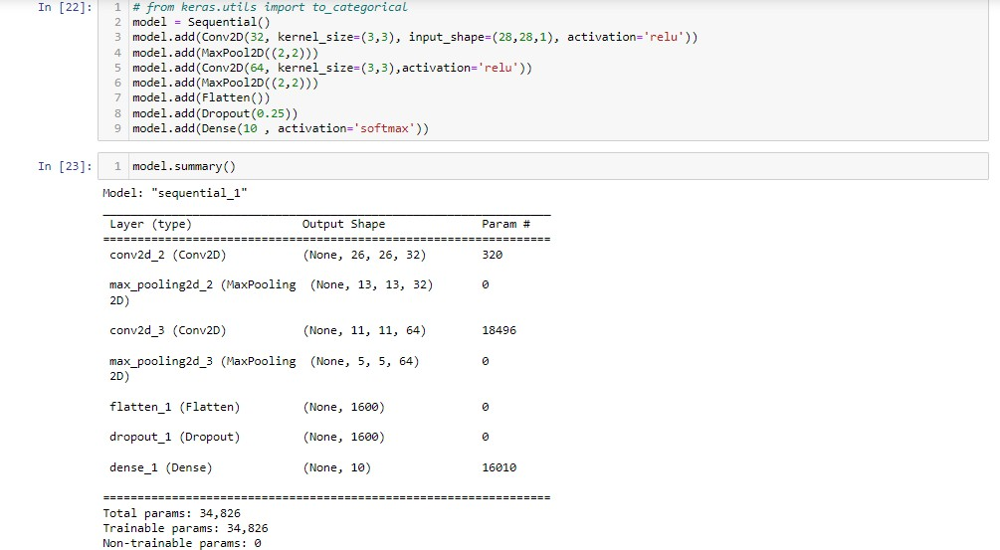 In [22]:
1 # from keras.utils import to_categorical
2 model = Sequential()
3 model.add(Conv2D(32, kernel_size=(3,3), input_shape=(28,28,1), activation='relu'))
4 model.add(MaxPool2D((2,2)))
5 model.add(Conv2D(64, kernel_size=(3,3),activation='relu'))
6 model.add(MaxPool2D((2,2)))
7 model.add(Flatten())
8 model.add(Dropout(0.25))
9 model.add(Dense(10 , activation='softmax'))
In [23]:
1 model.summary()
Model: "sequential_1"
Layer (type) Output Shape Param #
=================================================================
conv2d_2 (Conv2D) (None, 26, 26, 32) 320
max_pooling2d_2 (MaxPooling (None, 13, 13, 32) 0
2D)
conv2d_3 (Conv2D) (None, 11, 11, 64) 18496
max_pooling2d_3 (MaxPooling (None, 5, 5, 64) 0
2D)
flatten_1 (Flatten) (None, 1600) 0
dropout_1 (Dropout) (None, 1600) 0
dense_1 (Dense) (None, 10) 16010
=================================================================
Total params: 34,826
Trainable params: 34,826
Non-trainable params: 0